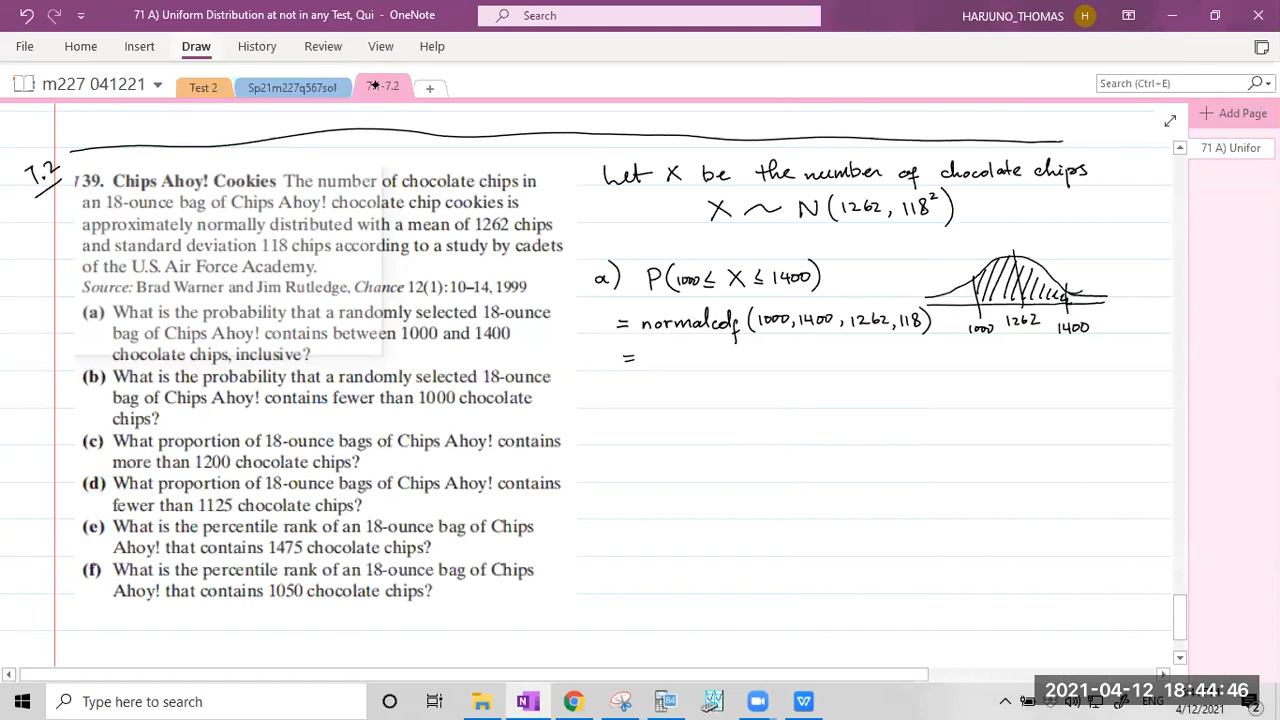 71 A) Uniform Distribution at not in any Test, Qui - OneNote
Search
HARJUNO_THOMAS
H
File Home Insert Draw History Review View Help
m227 041221
Test 2
Sp21m227q567sol
-7.2
Search (Ctrl+E)
Add Page
71 A) Unifor
7.2
39. Chips Ahoy! Cookies The number of chocolate chips in
an 18-ounce bag of Chips Ahoy! chocolate chip cookies is
approximately normally distributed with a mean of 1262 chips
and standard deviation 118 chips according to a study by cadets
of the U.S. Air Force Academy.
Source: Brad Warner and Jim Rutledge, Chance 12(1):10–14, 1999
(a) What is the probability that a randomly selected 18-ounce
bag of Chips Ahoy! contains between 1000 and 1400
chocolate chips, inclusive?
(b) What is the probability that a randomly selected 18-ounce
bag of Chips Ahoy! contains fewer than 1000 chocolate
chips?
(c) What proportion of 18-ounce bags of Chips Ahoy! contains
more than 1200 chocolate chips?
(d) What proportion of 18-ounce bags of Chips Ahoy! contains
fewer than 1125 chocolate chips?
(e) What is the percentile rank of an 18-ounce bag of Chips
Ahoy! that contains 1475 chocolate chips?
(f) What is the percentile rank of an 18-ounce bag of Chips
Ahoy! that contains 1050 chocolate chips?
Let X be the number of chocolate chips
X ~ N(1262, 118²)
a) P(1000 ≤ X ≤ 1400)
= normalcdf (1000, 1400, 1262, 118)
=
1000 1262 1400
Type here to search
2021-04-12 18:44:46
4/12/2021
2